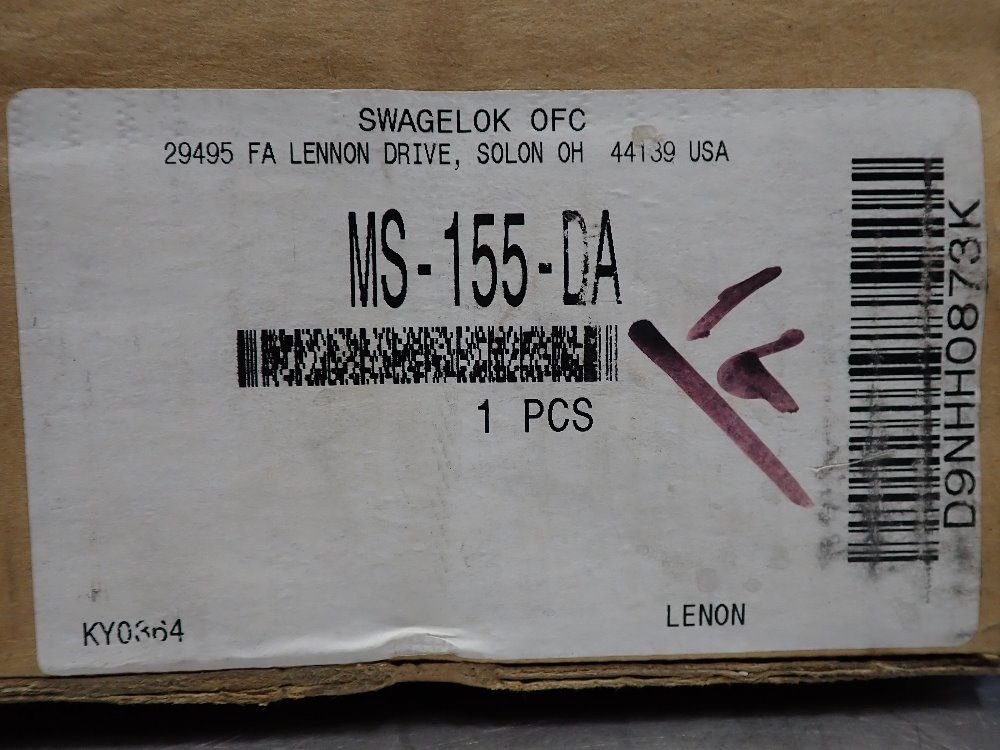 SWAGELOK OFC
29495 FA LENNON DRIVE, SOLON OH 44139 USA
MS-155-DA
1 PCS
D9NHH0873K
KY0364
LENON